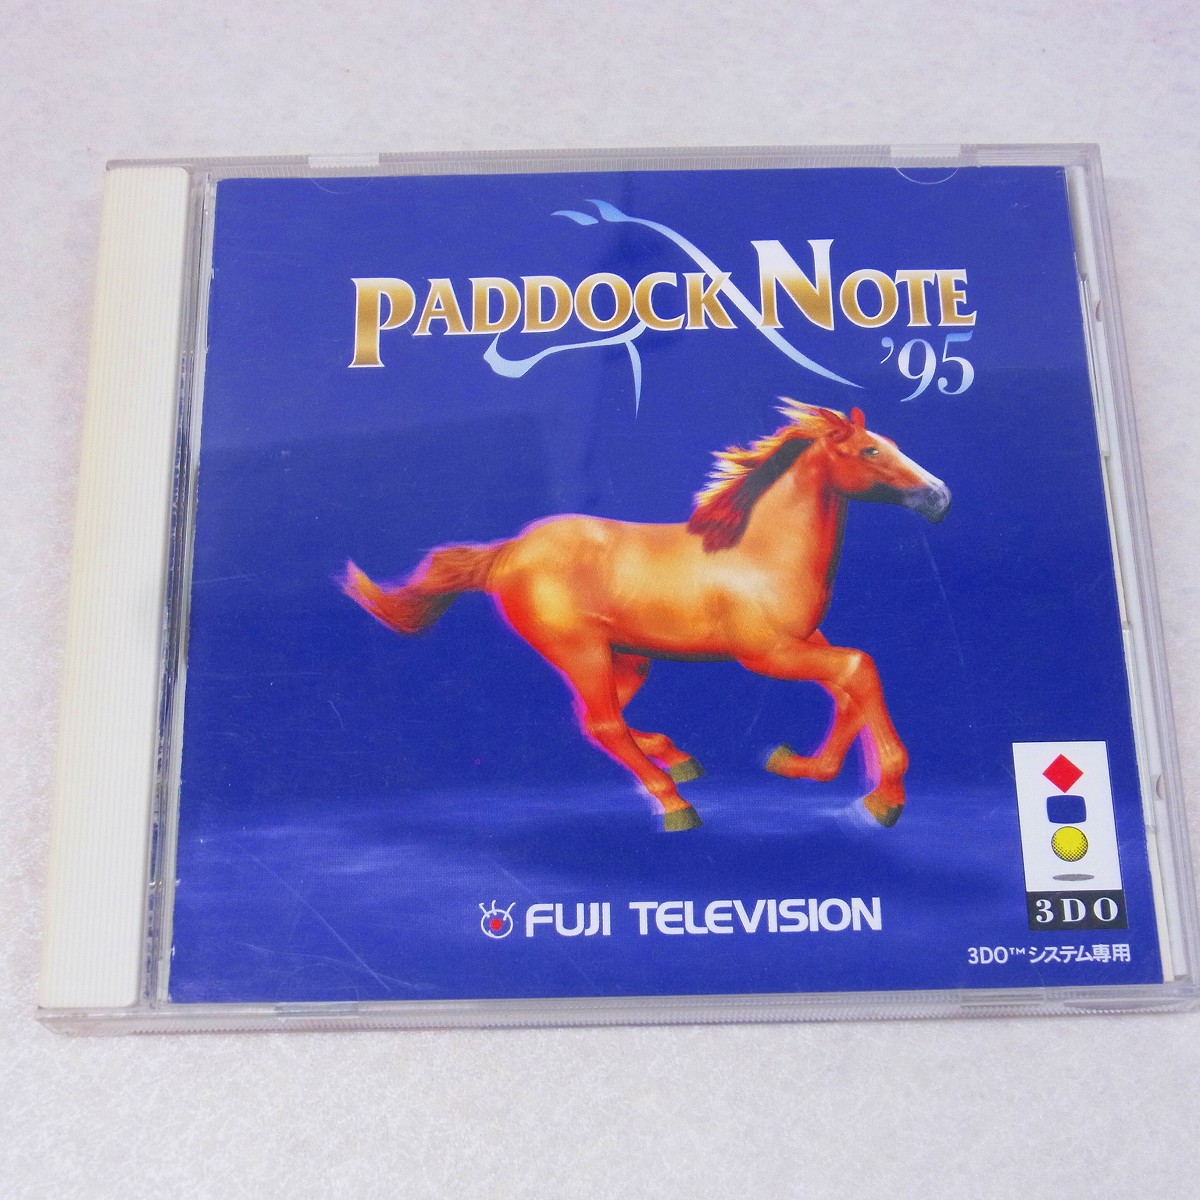 PADDOCK NOTE
'95
FUJI TELEVISION
3DO
3DO™システム専用